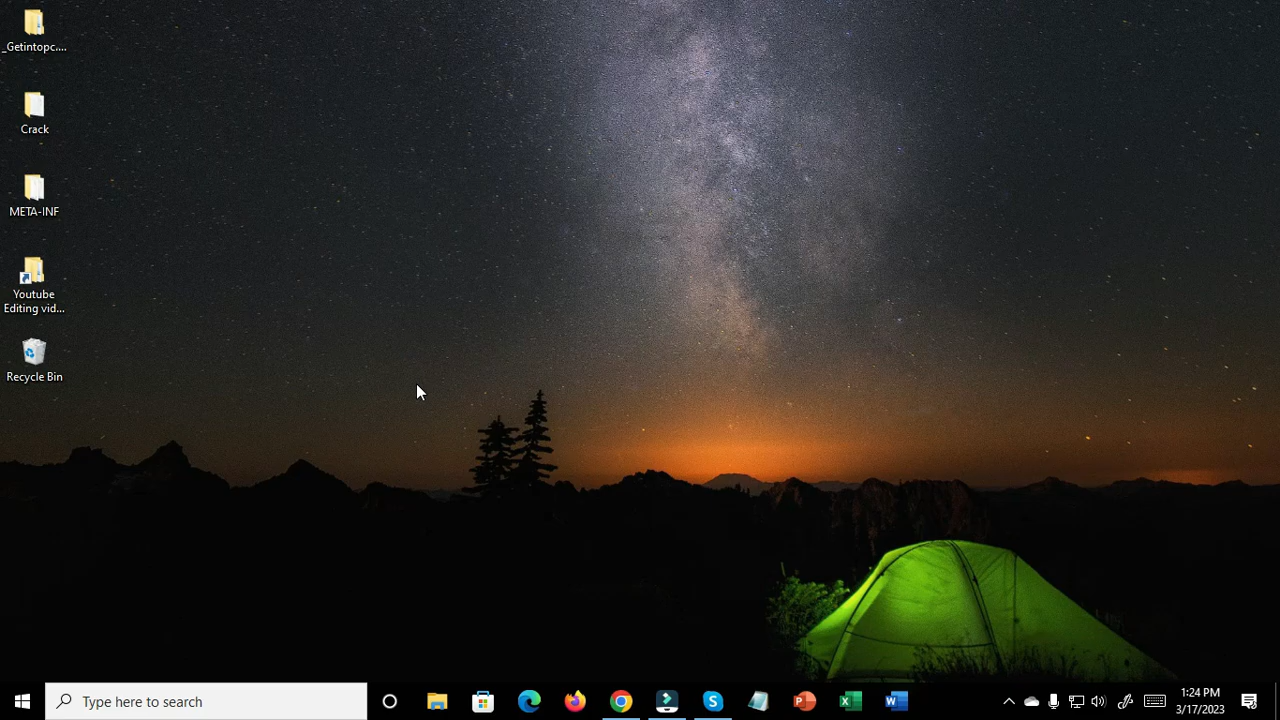 _Getintopc....
Crack
META-INF
Youtube
Editing vid...
Recycle Bin
Type here to search
1:24 PM
3/17/2023